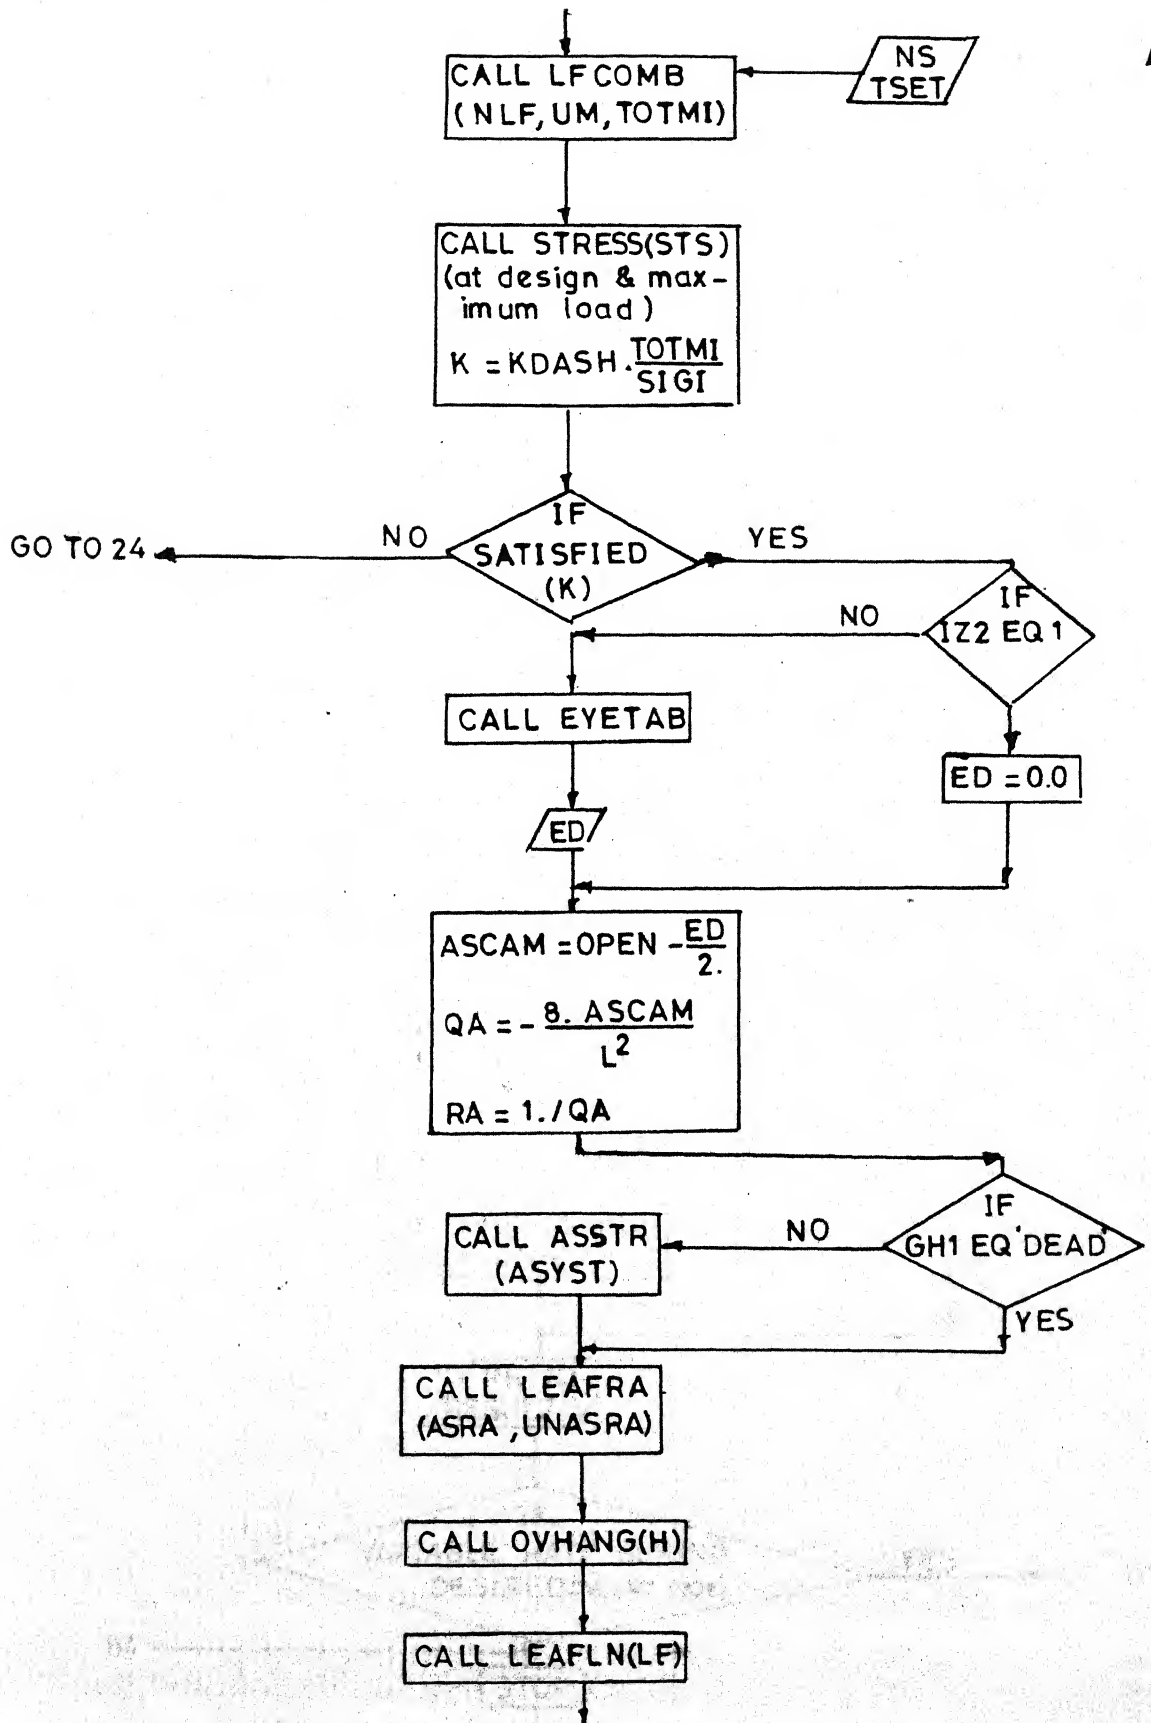 CALL LFCOMB
(NLF, UM, TOTMI)
NS
TSET
CALL STRESS(STS)
(at design & max-
imum load)
K = KDASH . TOTMI
SIGI
IF
SATISFIED
(K)
NO
GO TO 24
YES
IF
IZ2 EQ 1
NO
CALL EYETAB
ED = 0.0
ED
ASCAM = OPEN - ED
2.
QA = - 8. ASCAM
L2
RA = 1./QA
IF
GH1 EQ 'DEAD'
NO
YES
CALL ASSTR
(ASYST)
CALL LEAFRA
(ASRA, UNASRA)
CALL OVHANG(H)
CALL LEAFLN(LF)